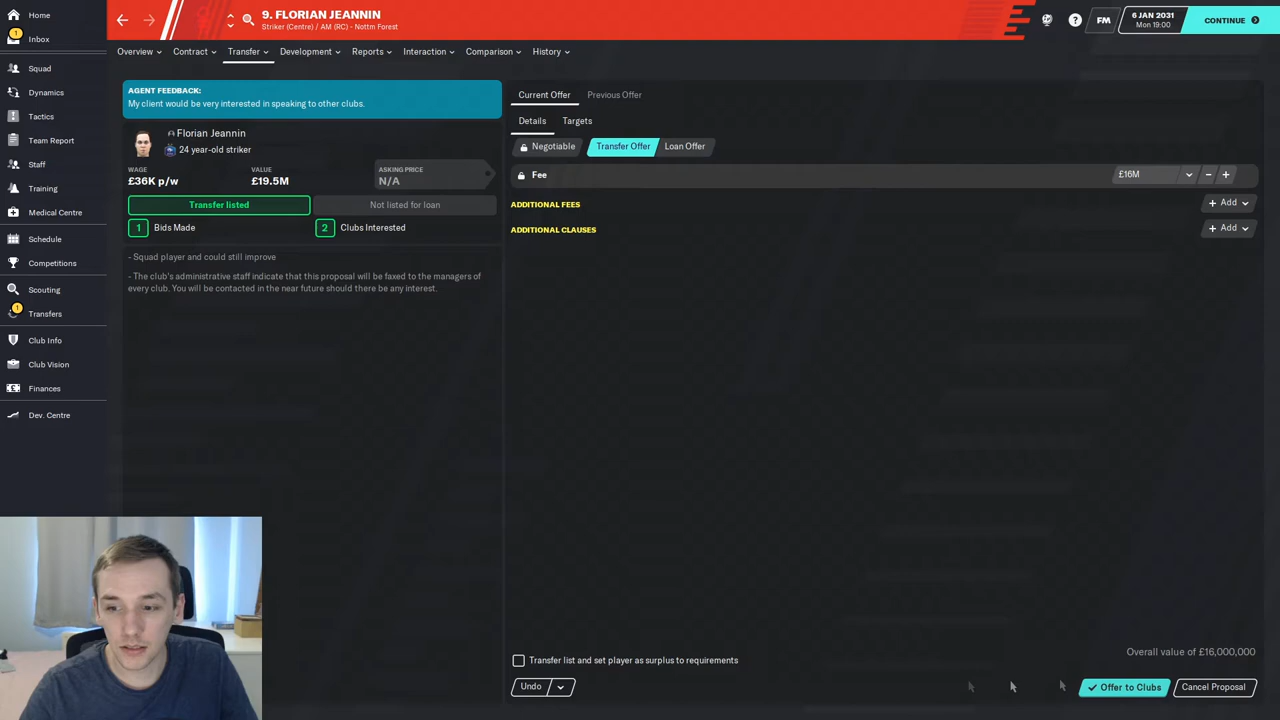 Home
1
Inbox
Squad
Dynamics
Tactics
Team Report
Staff
Training
Medical Centre
Schedule
Competitions
Scouting
1
Transfers
Club Info
Club Vision
Finances
Dev. Centre
9. FLORIAN JEANNIN
Striker (Centre) / AM (RC) - Nottm Forest
?
FM
6 JAN 2031
Mon 19:00
CONTINUE
Overview
Contract
Transfer
Development
Reports
Interaction
Comparison
History
AGENT FEEDBACK:
My client would be very interested in speaking to other clubs.
Florian Jeannin
24 year-old striker
WAGE
£36K p/w
VALUE
£19.5M
ASKING PRICE
N/A
Transfer listed
Not listed for loan
1 Bids Made
2 Clubs Interested
- Squad player and could still improve
- The club's administrative staff indicate that this proposal will be faxed to the managers of
every club. You will be contacted in the near future should there be any interest.
Current Offer
Previous Offer
Details
Targets
Negotiable
Transfer Offer
Loan Offer
Fee
£16M
ADDITIONAL FEES
+ Add
ADDITIONAL CLAUSES
+ Add
Transfer list and set player as surplus to requirements
Overall value of £16,000,000
Undo
Offer to Clubs
Cancel Proposal